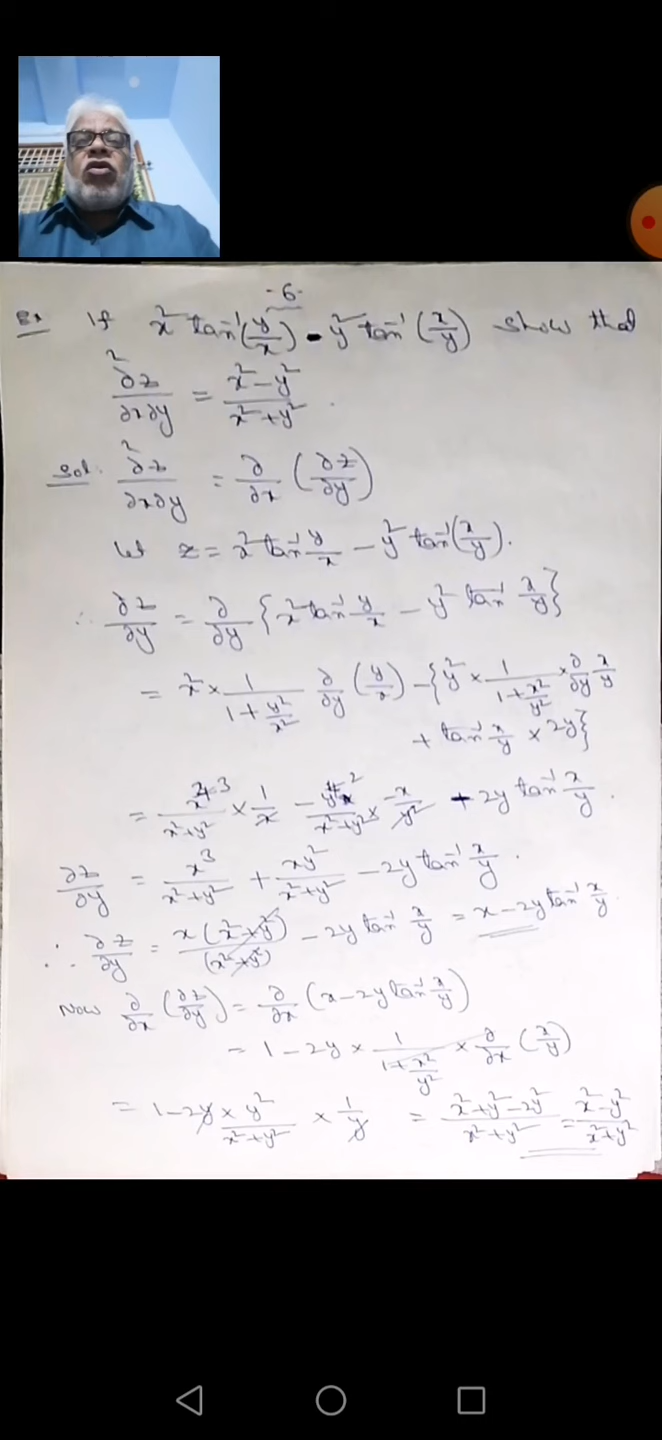 - 6 -
Ex If x² tan⁻¹(y/x) - y² tan⁻¹(x/y) show that
∂²z/∂x∂y = (x²-y²)/(x²+y²).
Sol. ∂²z/∂x∂y = ∂/∂x (∂z/∂y)
Let z = x² tan⁻¹ y/x - y² tan⁻¹(x/y).
∴ ∂z/∂y = ∂/∂y {x² tan⁻¹ y/x - y² tan⁻¹ x/y}
= x² × 1/(1+y²/x²) ∂/∂y (y/x) - {y² × 1/(1+x²/y²) × ∂/∂y x/y
+ tan⁻¹ x/y × 2y}
= x⁴³/(x²+y²) × 1/x - y⁴²/(x²+y²) × -x/y² - 2y tan⁻¹ x/y.
∂z/∂y = x³/(x²+y²) + xy²/(x²+y²) - 2y tan⁻¹ x/y.
∴ ∂z/∂y = x(x²+y²)/(x²+y²) - 2y tan⁻¹ x/y = x - 2y tan⁻¹ x/y.
Now ∂/∂x (∂z/∂y) = ∂/∂x (x - 2y tan⁻¹ x/y)
= 1 - 2y × 1/(1+x²/y²) × ∂/∂x (x/y)
= 1 - 2y × y²/(x²+y²) × 1/y = (x²+y²-2y²)/(x²+y²) = (x²-y²)/(x²+y²)